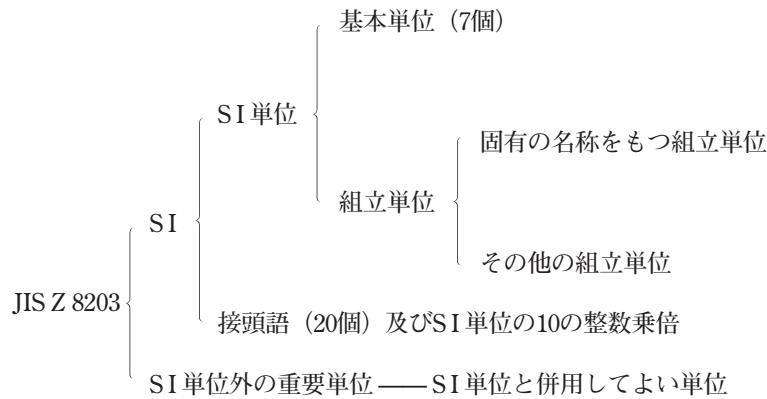 基本単位（7個）
SI単位
固有の名称をもつ組立単位
組立単位
SI
その他の組立単位
JIS Z 8203
接頭語（20個）及びSI単位の10の整数乗倍
SI単位外の重要単位 ―― SI単位と併用してよい単位